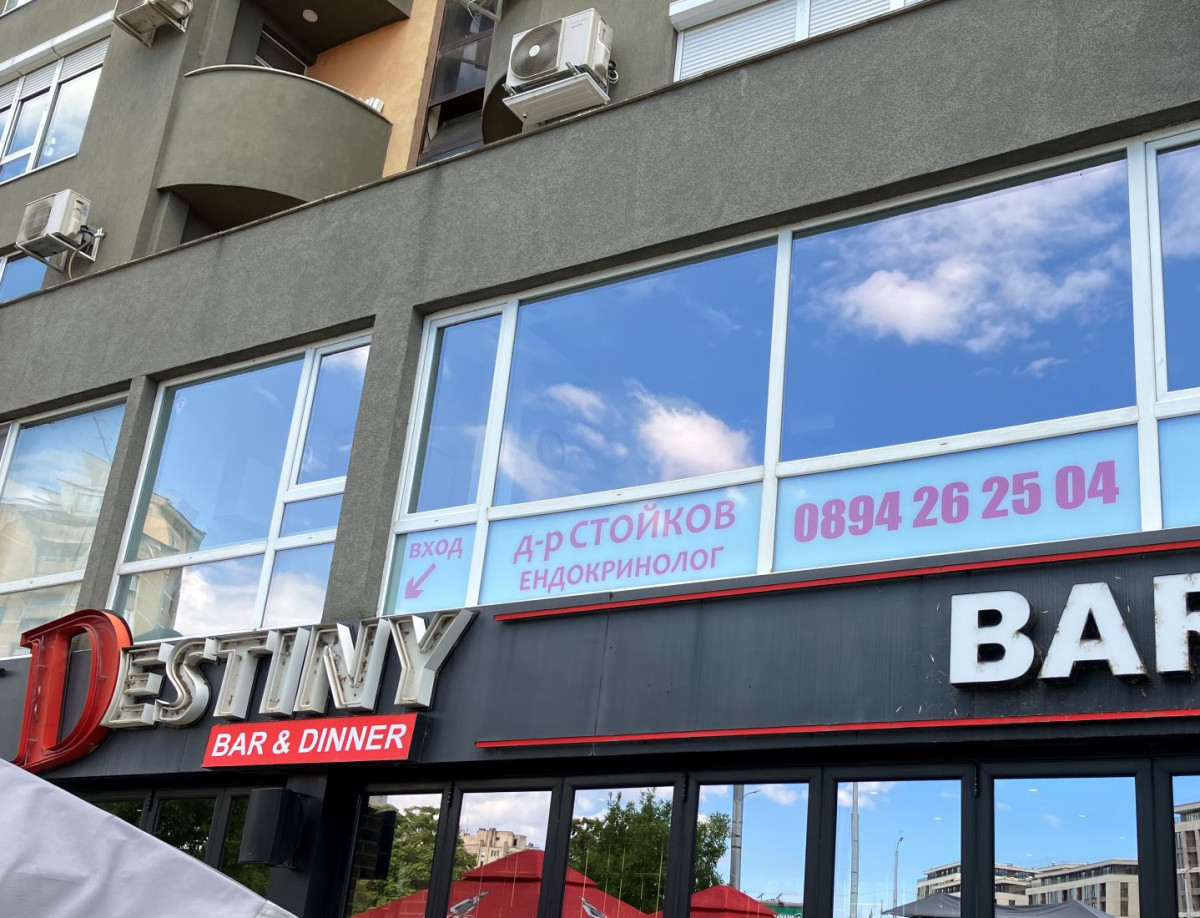 ВХОД
д-р СТОЙКОВ
ЕНДОКРИНОЛОГ
0894 26 25 04
DESTINY
BAR & DINNER
BAR